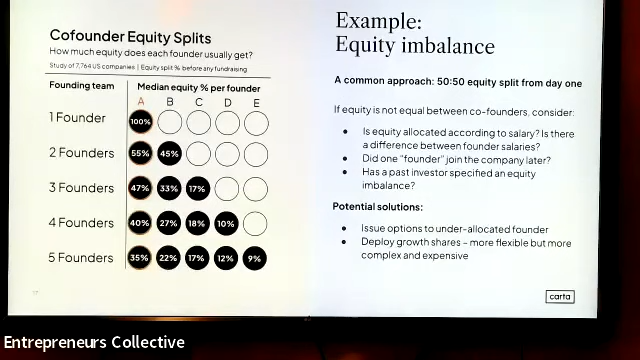 Cofounder Equity Splits
How much equity does each founder usually get?
Study of 7,764 US companies | Equity split % before any fundraising
Founding team
Median equity % per founder
A B C D E
1 Founder 100%
2 Founders 55% 45%
3 Founders 47% 33% 17%
4 Founders 40% 27% 18% 10%
5 Founders 35% 22% 17% 12% 9%
Example:
Equity imbalance
A common approach: 50:50 equity split from day one
If equity is not equal between co-founders, consider:
• Is equity allocated according to salary? Is there
a difference between founder salaries?
• Did one "founder" join the company later?
• Has a past investor specified an equity
imbalance?
Potential solutions:
• Issue options to under-allocated founder
• Deploy growth shares – more flexible but more
complex and expensive
carta
Entrepreneurs Collective